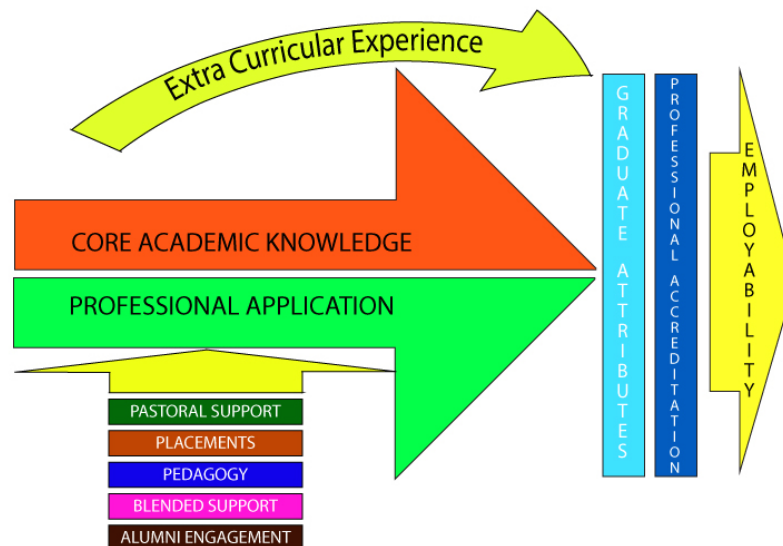 Extra Curricular Experience
CORE ACADEMIC KNOWLEDGE
PROFESSIONAL APPLICATION
PASTORAL SUPPORT
PLACEMENTS
PEDAGOGY
BLENDED SUPPORT
ALUMNI ENGAGEMENT
GRADUATE ATTRIBUTES
PROFESSIONAL ACCREDITATION
EMPLOYABILITY